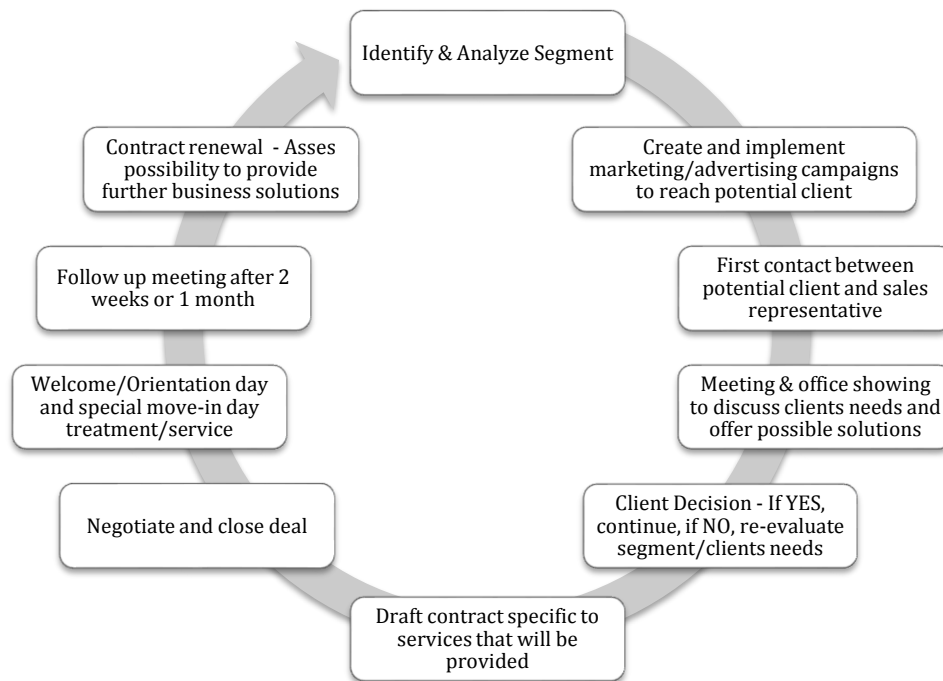 Identify & Analyze Segment
Create and implement
marketing/advertising campaigns
to reach potential client
First contact between
potential client and sales
representative
Meeting & office showing
to discuss clients needs and
offer possible solutions
Client Decision - If YES,
continue, if NO, re-evaluate
segment/clients needs
Draft contract specific to
services that will be
provided
Negotiate and close deal
Welcome/Orientation day
and special move-in day
treatment/service
Follow up meeting after 2
weeks or 1 month
Contract renewal - Asses
possibility to provide
further business solutions